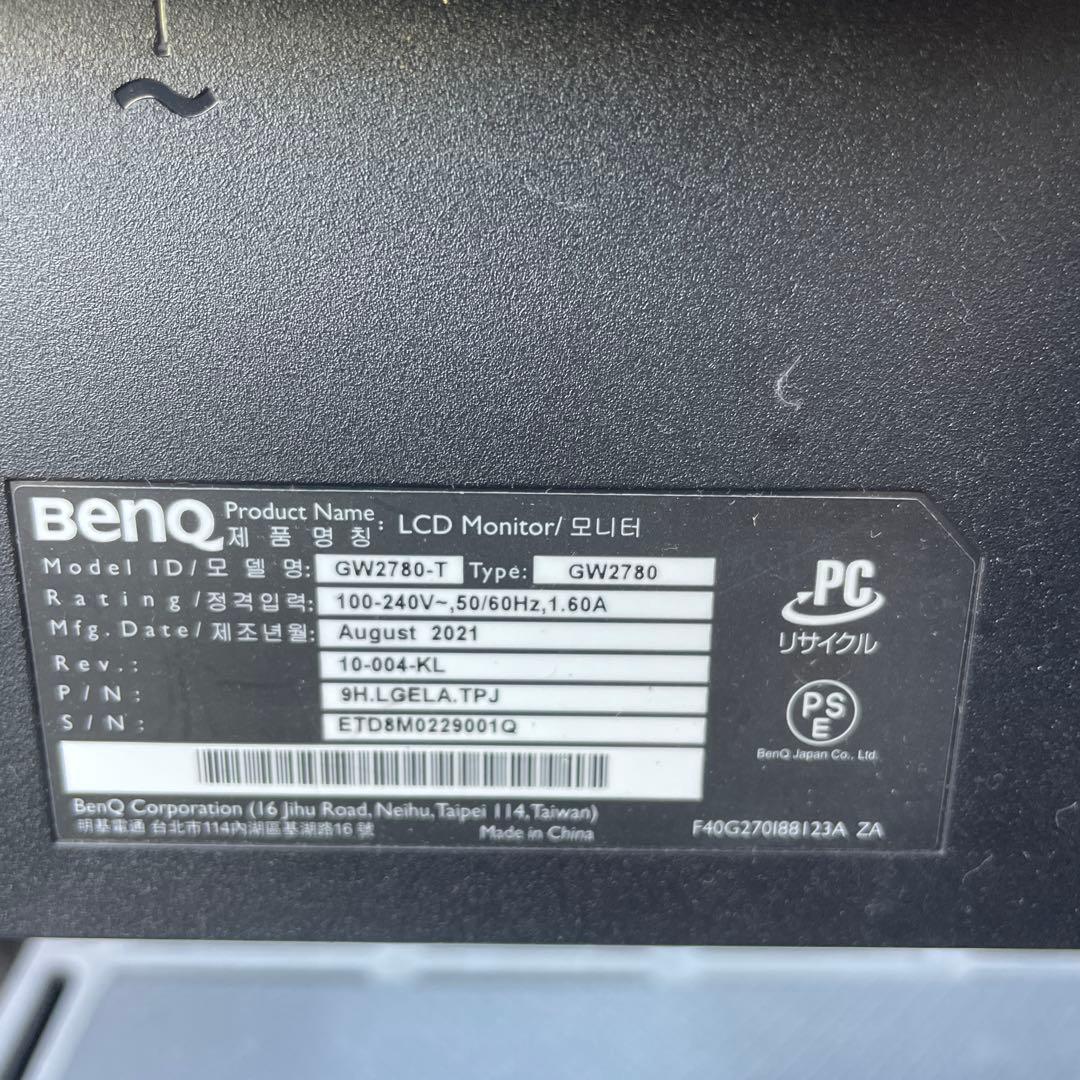 BenQ
Product Name : LCD Monitor/모니터
제 품 명 칭
Model ID/모 델 명: GW2780-T Type: GW2780
Rating/정격입력: 100-240V~,50/60Hz,1.60A
Mfg.Date/제조년월: August 2021
Rev.: 10-004-KL
P/N: 9H.LGELA.TPJ
S/N: ETD8M0229001Q
BenQ Corporation (16 Jihu Road, Neihu, Taipei 114, Taiwan)
明基電通 台北市114內湖區基湖路16 號 Made in China
PC
リサイクル
PS
E
BenQ Japan Co., Ltd.
F40G270I88123A ZA